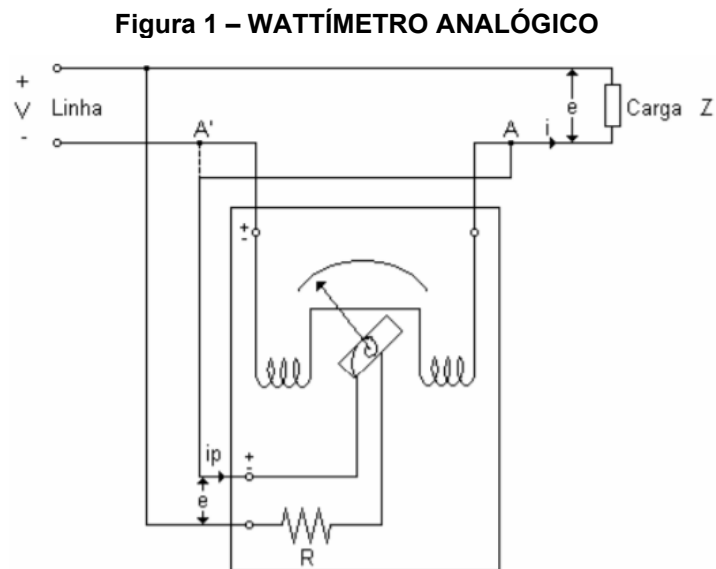 Figura 1 – WATTÍMETRO ANALÓGICO
+
V Linha
-
A'
A
i
e
Carga Z
+
-
ip
+
-
e
R